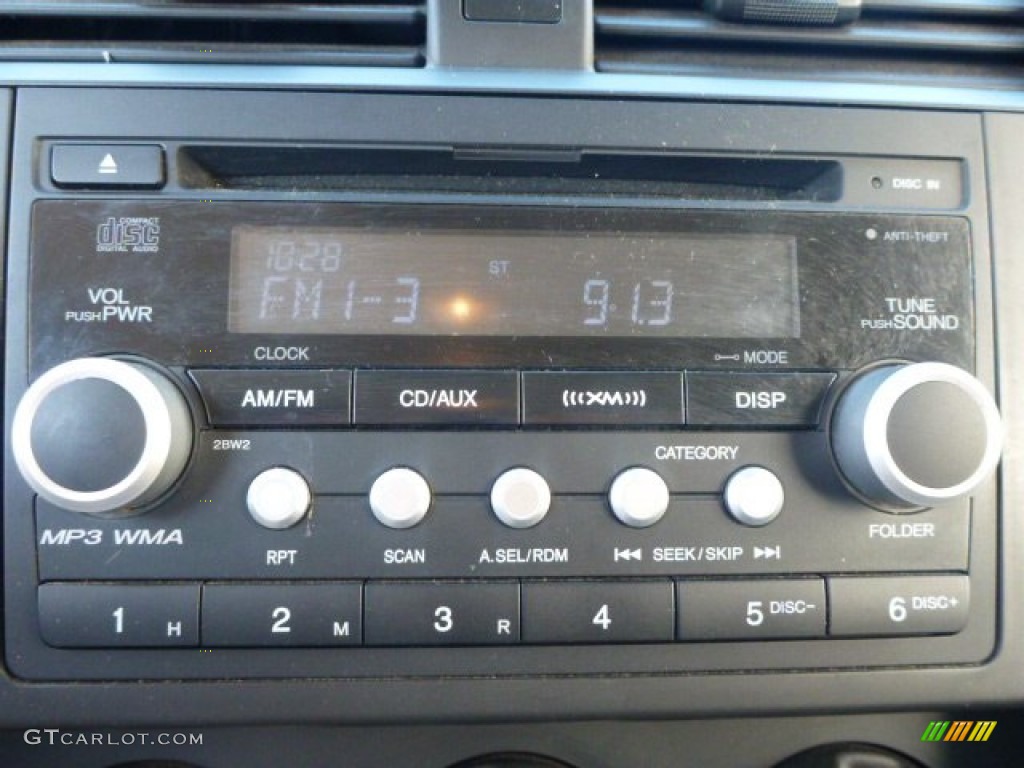 DISC IN
COMPACT
disc
DIGITAL AUDIO
ANTI-THEFT
10:28
ST
FM1-3 91.3
VOL
PUSH PWR
TUNE
PUSH SOUND
CLOCK
MODE
AM/FM CD/AUX (((XM))) DISP
2BW2
CATEGORY
MP3 WMA
FOLDER
RPT SCAN A.SEL/RDM SEEK/SKIP
1 H 2 M 3 R 4 5 DISC- 6 DISC+
GTCARLOT.COM